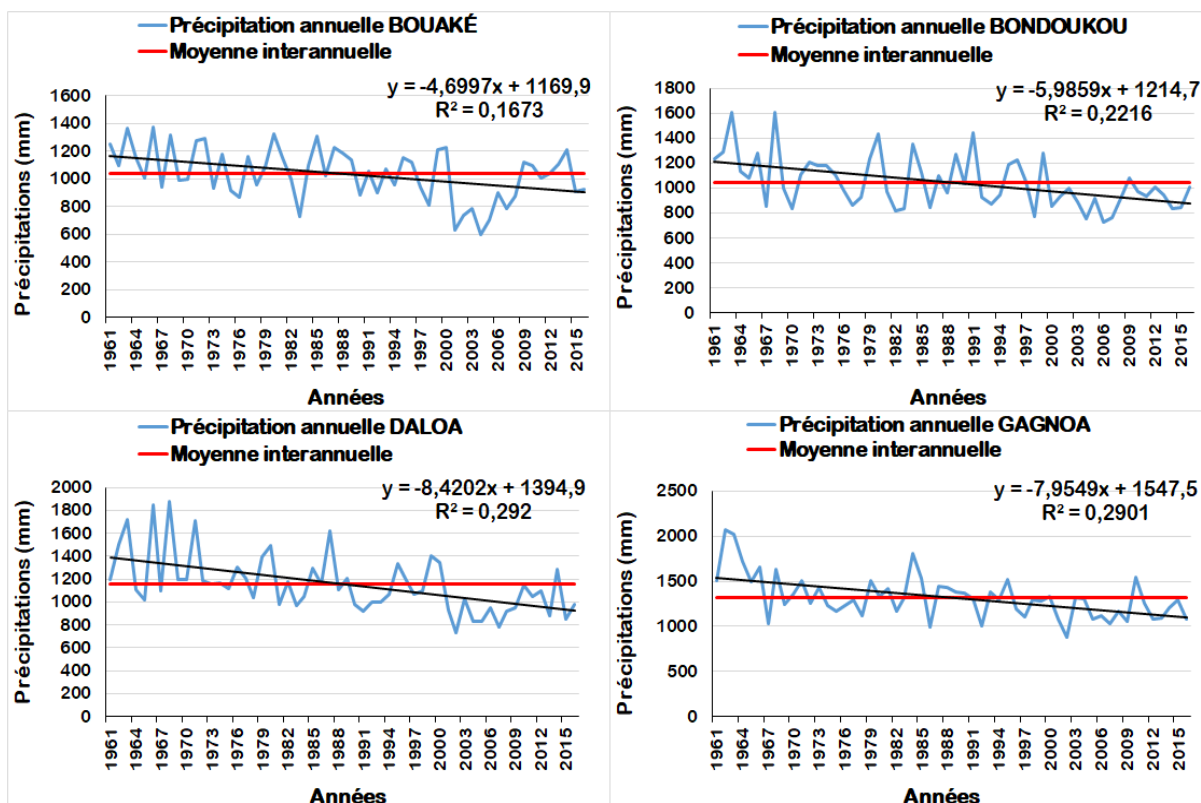 Précipitation annuelle BOUAKÉ
Moyenne interannuelle
y = -4,6997x + 1169,9
R² = 0,1673
Précipitations (mm)
1600
1400
1200
1000
800
600
400
200
0
1961 1964 1967 1970 1973 1976 1979 1982 1985 1988 1991 1994 1997 2000 2003 2006 2009 2012 2015
Années
Précipitation annuelle BONDOUKOU
Moyenne interannuelle
y = -5,9859x + 1214,7
R² = 0,2216
Précipitations (mm)
1800
1600
1400
1200
1000
800
600
400
200
0
1961 1964 1967 1970 1973 1976 1979 1982 1985 1988 1991 1994 1997 2000 2003 2006 2009 2012 2015
Années
Précipitation annuelle DALOA
Moyenne interannuelle
y = -8,4202x + 1394,9
R² = 0,292
Précipitations (mm)
2000
1800
1600
1400
1200
1000
800
600
400
200
0
1961 1964 1967 1970 1973 1976 1979 1982 1985 1988 1991 1994 1997 2000 2003 2006 2009 2012 2015
Années
Précipitation annuelle GAGNOA
Moyenne interannuelle
y = -7,9549x + 1547,5
R² = 0,2901
Précipitations (mm)
2500
2000
1500
1000
500
0
1961 1964 1967 1970 1973 1976 1979 1982 1985 1988 1991 1994 1997 2000 2003 2006 2009 2012 2015
Années